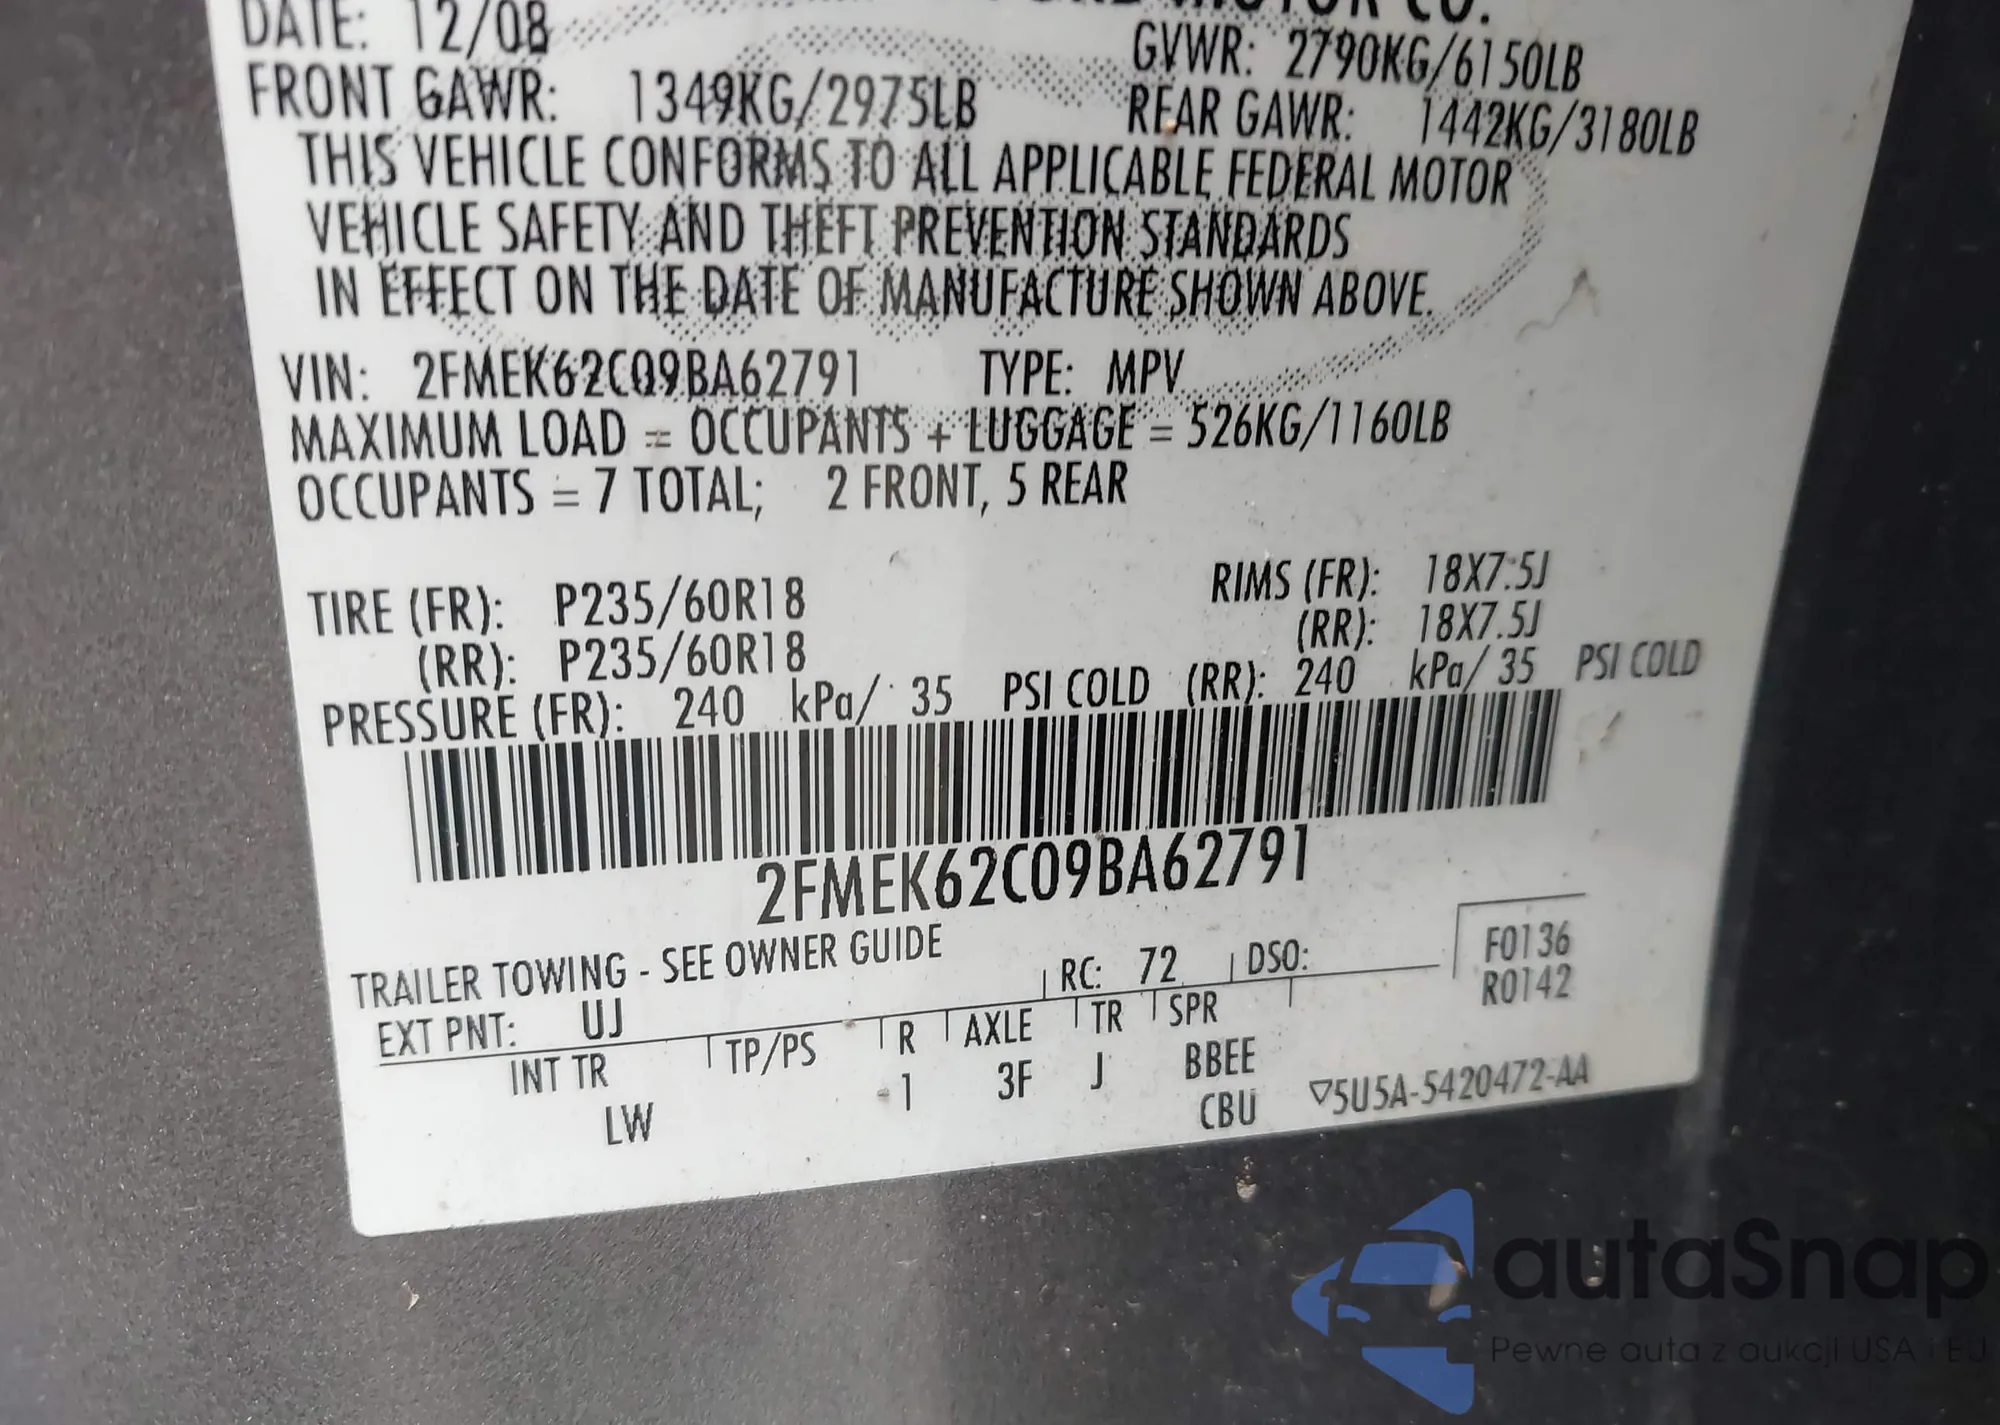 DATE: 12/08 MOTOR CO.
GVWR: 2790KG/6150LB
FRONT GAWR: 1349KG/2975LB REAR GAWR: 1442KG/3180LB
THIS VEHICLE CONFORMS TO ALL APPLICABLE FEDERAL MOTOR
VEHICLE SAFETY AND THEFT PREVENTION STANDARDS
IN EFFECT ON THE DATE OF MANUFACTURE SHOWN ABOVE.
VIN: 2FMEK62C09BA62791 TYPE: MPV
MAXIMUM LOAD = OCCUPANTS + LUGGAGE = 526KG/1160LB
OCCUPANTS = 7 TOTAL; 2 FRONT, 5 REAR
TIRE (FR): P235/60R18 RIMS (FR): 18X7.5J
(RR): P235/60R18 (RR): 18X7.5J
PRESSURE (FR): 240 kPa/ 35 PSI COLD (RR): 240 kPa/ 35 PSI COLD
2FMEK62C09BA62791
TRAILER TOWING - SEE OWNER GUIDE
EXT PNT: UJ RC: 72 DSO: F0136
R0142
INT TR TP/PS R AXLE TR SPR
LW 1 3F J BBEE
CBU ▽5U5A-5420472-AA
autaSnap
Pewne auta z aukcji USA i EU